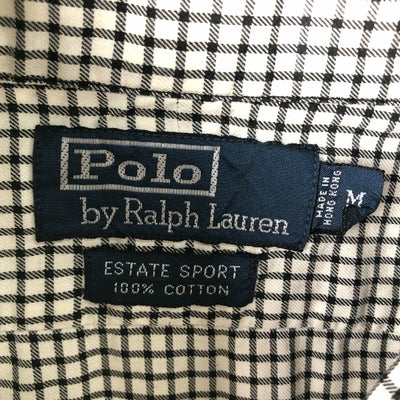 Polo
by Ralph Lauren
MADE IN
HONG KONG
M
ESTATE SPORT
100% COTTON